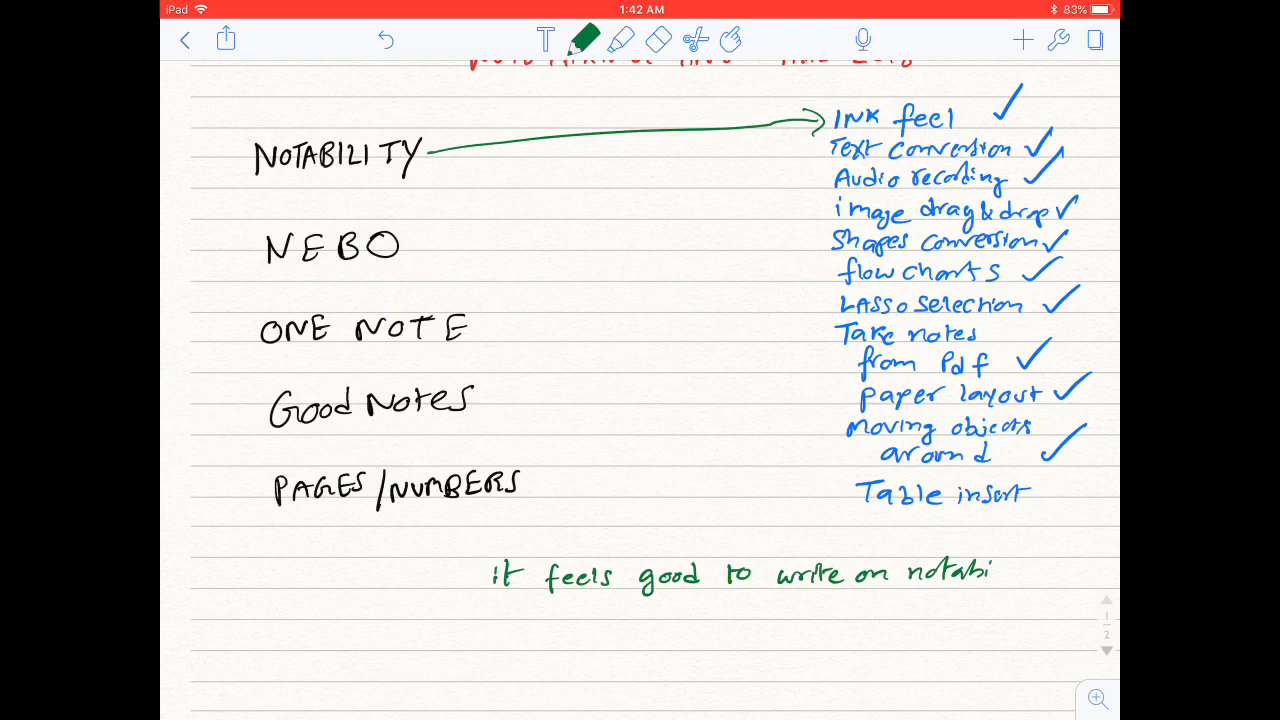 iPad 1:42 AM 83%
INK feel
NOTABILITY
Text conversion
Audio recording
image drag & drop
NEBO
Shapes conversion
flow charts
LASSO Selection
ONE NOTE
Take notes
from Pdf
Good Notes
paper layout
moving objects
around
PAGES/NUMBERS
Table insert
it feels good to write on notabi
1
2